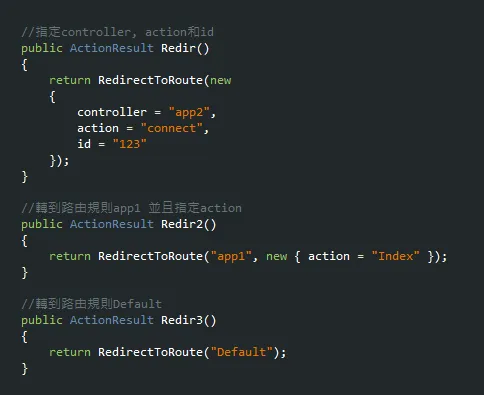 //指定controller, action和id
public ActionResult Redir()
{
    return RedirectToRoute(new
    {
        controller = "app2",
        action = "connect",
        id = "123"
    });
}
//轉到路由規則app1 並且指定action
public ActionResult Redir2()
{
    return RedirectToRoute("app1", new { action = "Index" });
}
//轉到路由規則Default
public ActionResult Redir3()
{
    return RedirectToRoute("Default");
}